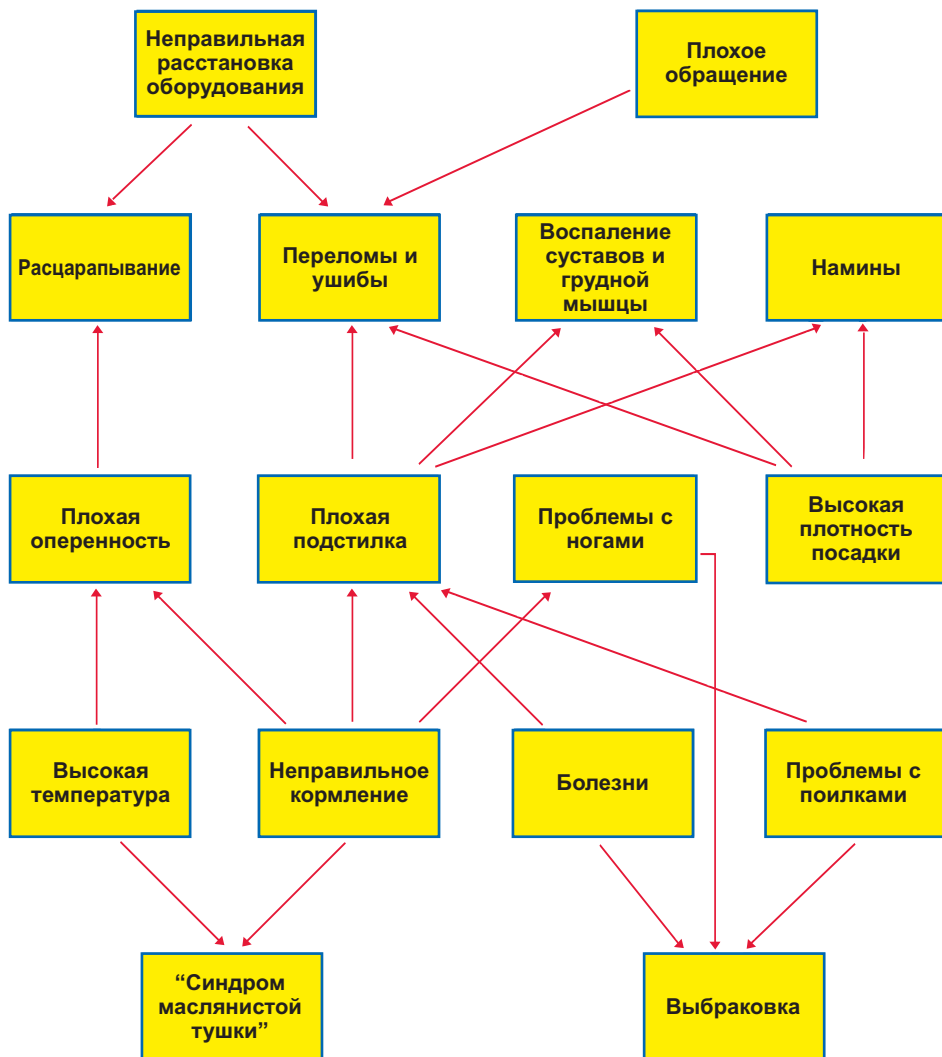 Неправильная
расстановка
оборудования
Плохое
обращение
Расцарапывание
Переломы и
ушибы
Воспаление
суставов и
грудной
мышцы
Намины
Плохая
оперенность
Плохая
подстилка
Проблемы с
ногами
Высокая
плотность
посадки
Высокая
температура
Неправильное
кормление
Болезни
Проблемы с
поилками
“Синдром
маслянистой
тушки”
Выбраковка